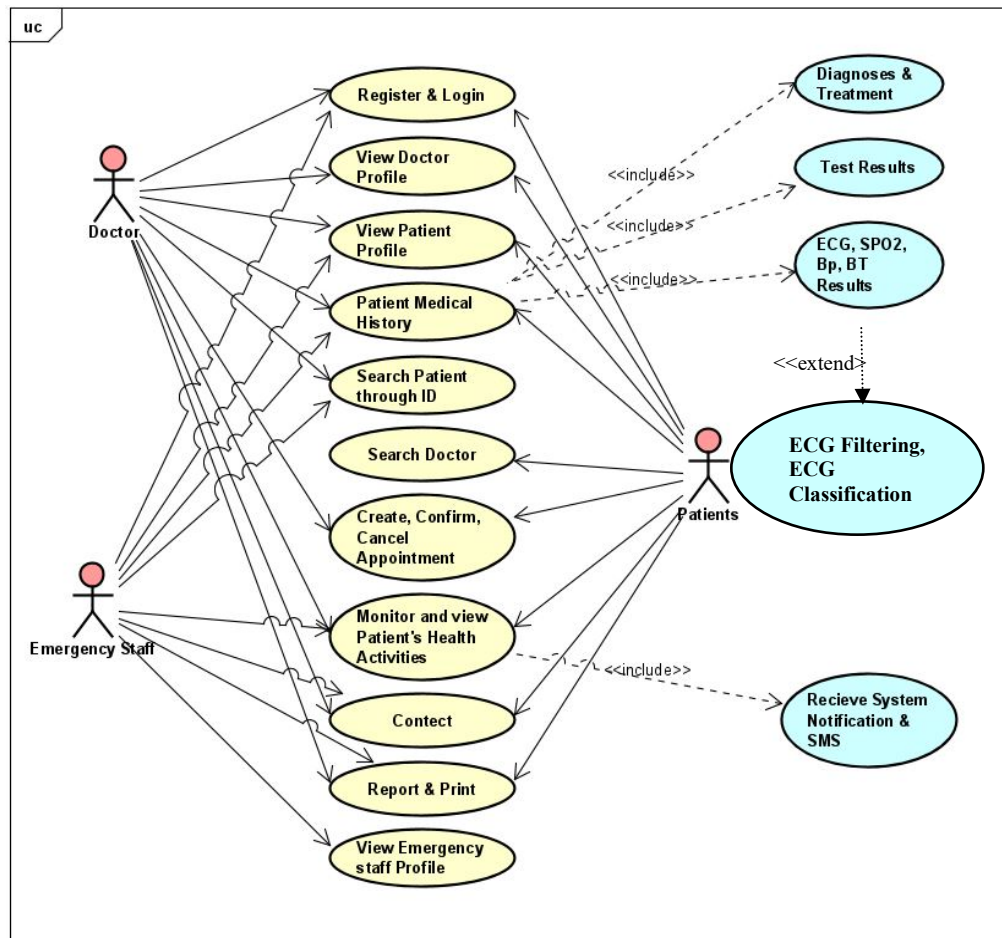 uc
Register & Login
View Doctor
Profile
View Patient
Profile
Patient Medical
History
Search Patient
through ID
Search Doctor
Create, Confirm,
Cancel
Appointment
Monitor and view
Patient's Health
Activities
Contect
Report & Print
View Emergency
staff Profile
Doctor
Emergency Staff
Patients
<<include>>
<<include>>
<<include>>
<<include>>
Diagnoses &
Treatment
Test Results
ECG, SPO2,
Bp, BT
Results
<<extend>
ECG Filtering,
ECG
Classification
Recieve System
Notification &
SMS